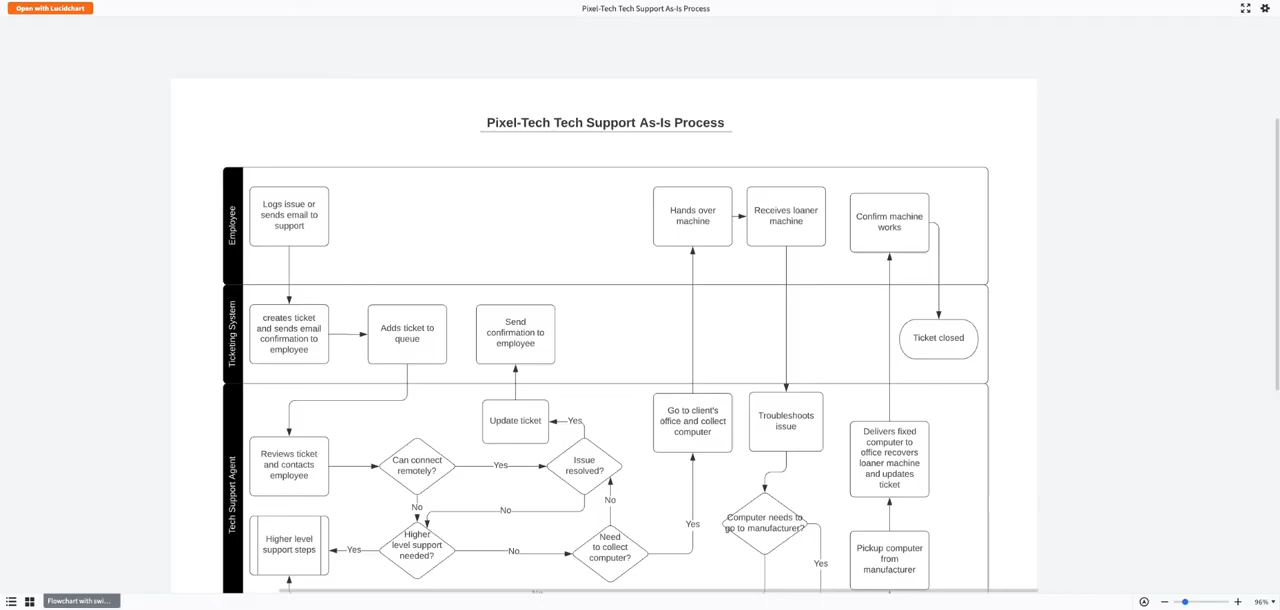 Open with Lucidchart
Pixel-Tech Tech Support As-Is Process
Pixel-Tech Tech Support As-Is Process
Employee
Logs issue or
sends email to
support
Hands over
machine
Receives loaner
machine
Confirm machine
works
Ticketing System
creates ticket
and sends email
confirmation to
employee
Adds ticket to
queue
Send
confirmation to
employee
Ticket closed
Tech Support Agent
Update ticket
Yes
Go to client's
office and collect
computer
Troubleshoots
issue
Delivers fixed
computer to
office recovers
loaner machine
and updates
ticket
Reviews ticket
and contacts
employee
Can connect
remotely?
Yes
Issue
resolved?
No
No
No
Higher level
support steps
Yes
Higher
level support
needed?
No
Need
to collect
computer?
Yes
Computer needs to
go to manufacturer?
Yes
Pickup computer
from
manufacturer
Flowchart with swi...
96%